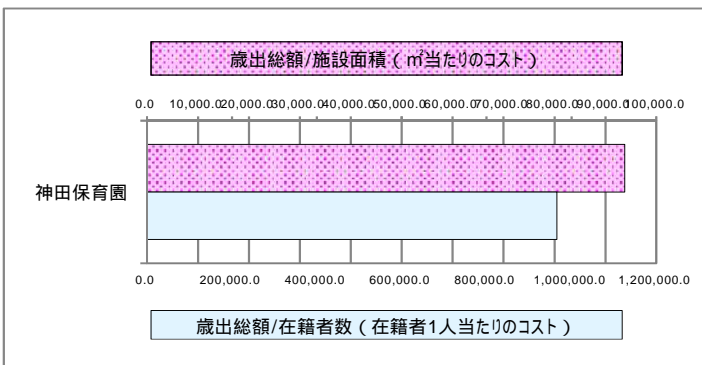 歳出総額/施設面積（㎡当たりのコスト）
0.0 10,000.0 20,000.0 30,000.0 40,000.0 50,000.0 60,000.0 70,000.0 80,000.0 90,000.0 100,000.0
神田保育園
0.0 200,000.0 400,000.0 600,000.0 800,000.0 1,000,000.0 1,200,000.0
歳出総額/在籍者数（在籍者1人当たりのコスト）